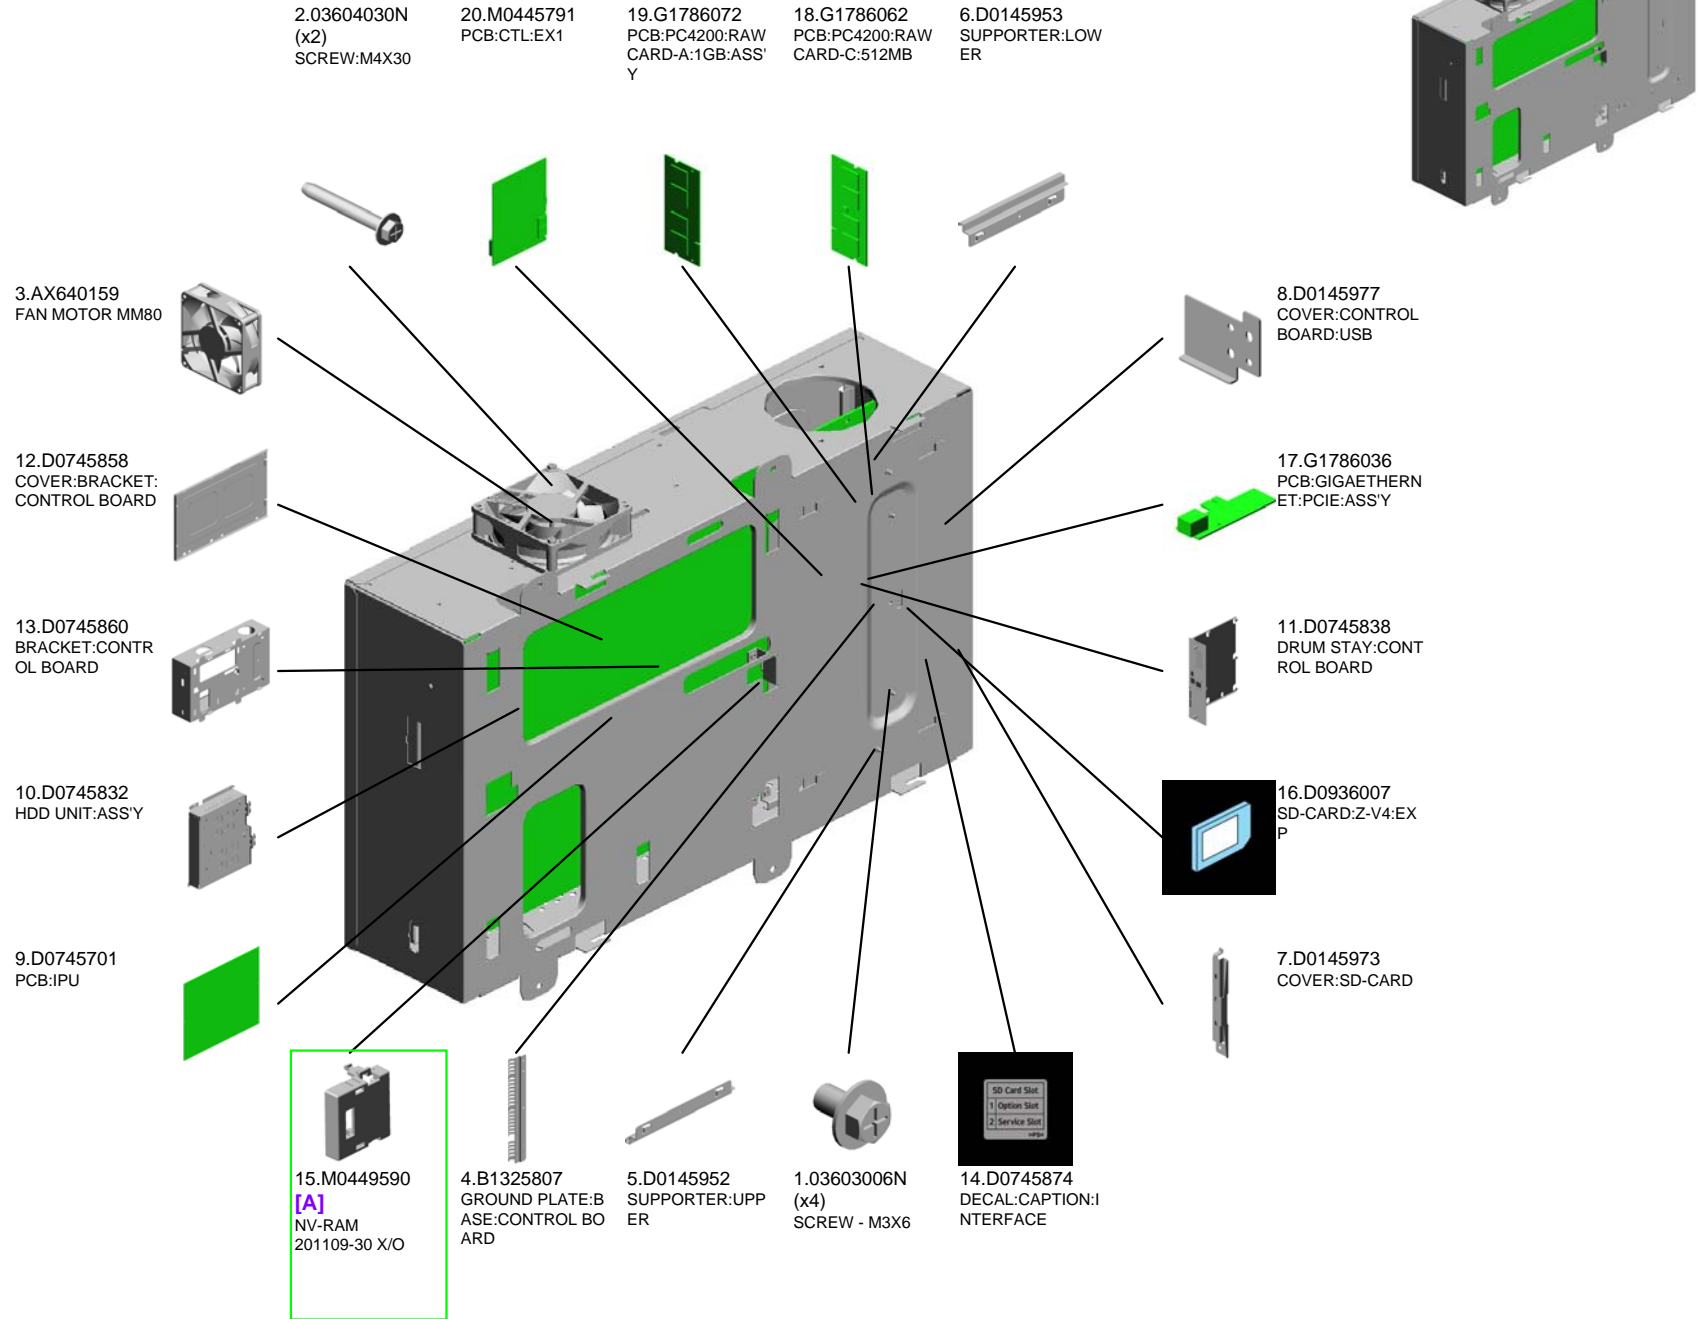 2.03604030N
(x2)
SCREW:M4X30
20.M0445791
PCB:CTL:EX1
19.G1786072
PCB:PC4200:RAW
CARD-A:1GB:ASS'
Y
18.G1786062
PCB:PC4200:RAW
CARD-C:512MB
6.D0145953
SUPPORTER:LOW
ER
3.AX640159
FAN MOTOR MM80
8.D0145977
COVER:CONTROL
BOARD:USB
12.D0745858
COVER:BRACKET:
CONTROL BOARD
17.G1786036
PCB:GIGAETHERN
ET:PCIE:ASS'Y
13.D0745860
BRACKET:CONTR
OL BOARD
11.D0745838
DRUM STAY:CONT
ROL BOARD
10.D0745832
HDD UNIT:ASS'Y
16.D0936007
SD-CARD:Z-V4:EX
P
9.D0745701
PCB:IPU
7.D0145973
COVER:SD-CARD
SD Card Slot
1 Option Slot
2 Service Slot
15.M0449590
[A]
NV-RAM
201109-30 X/O
4.B1325807
GROUND PLATE:B
ASE:CONTROL BO
ARD
5.D0145952
SUPPORTER:UPP
ER
1.03603006N
(x4)
SCREW - M3X6
14.D0745874
DECAL:CAPTION:I
NTERFACE